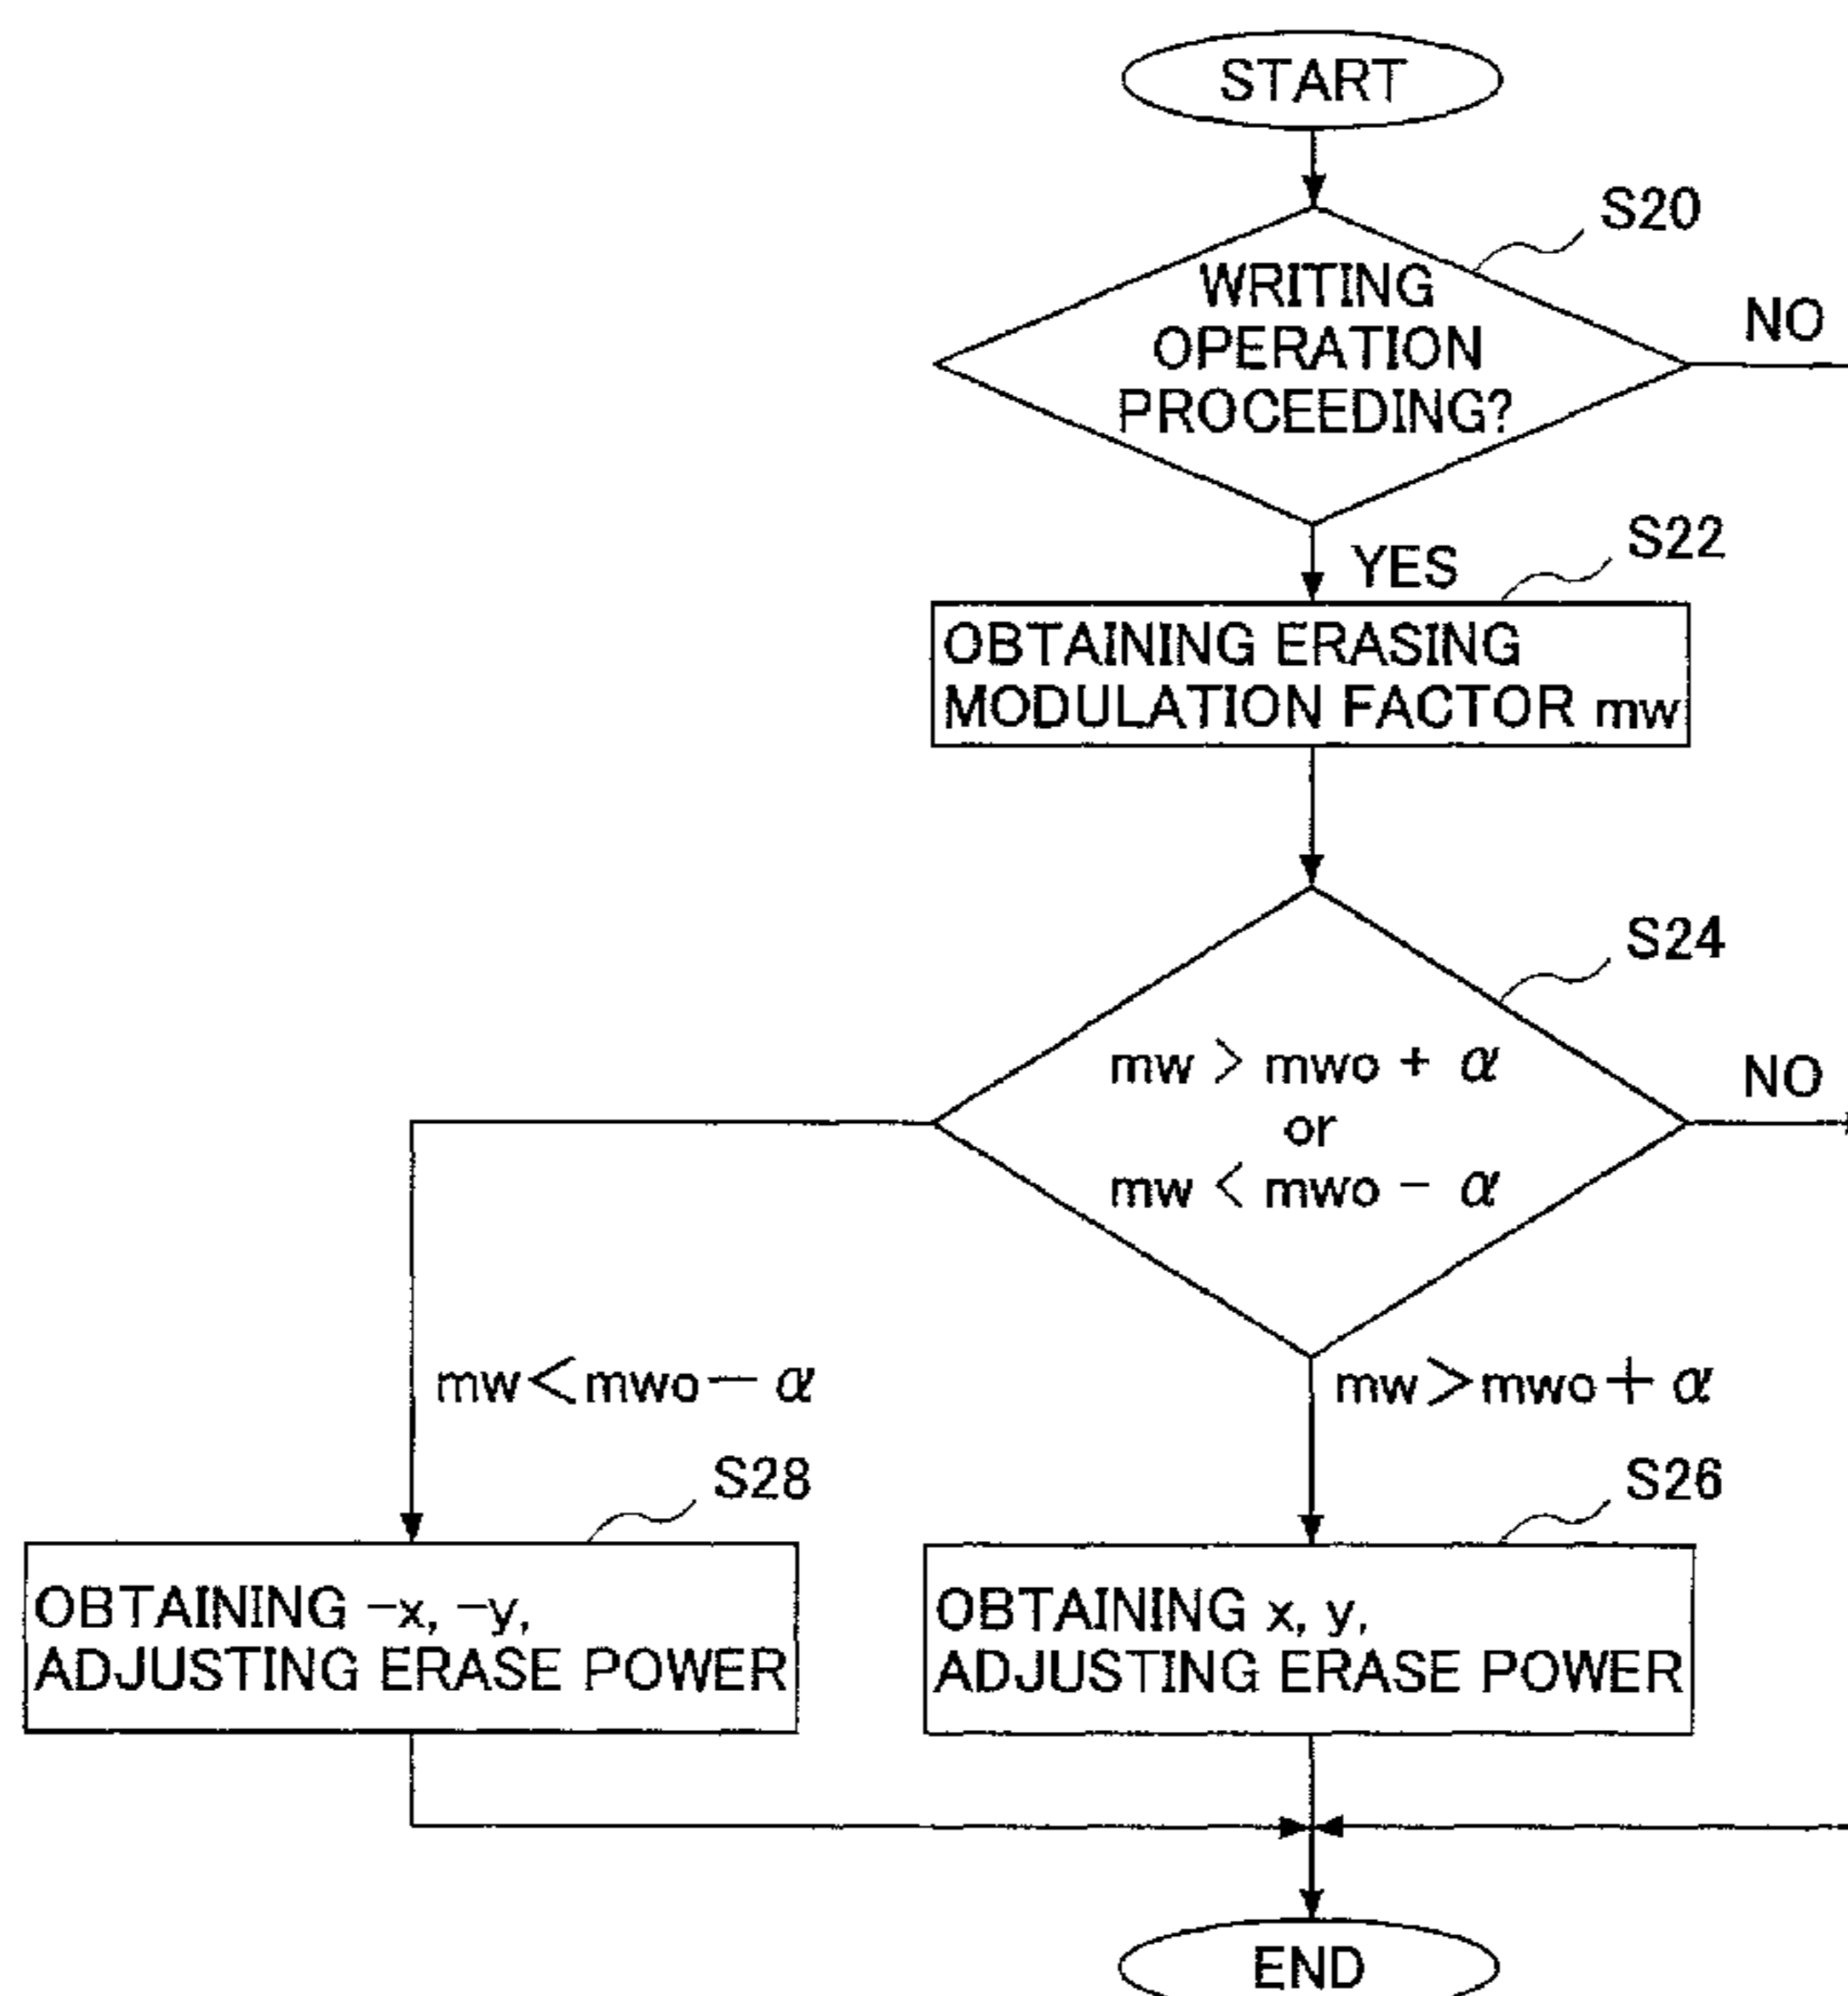 START
S20
WRITING
OPERATION
PROCEEDING?
NO
YES
S22
OBTAINING ERASING
MODULATION FACTOR mw
S24
mw > mwo + α
or
mw < mwo − α
NO
mw<mwo− α
mw>mwo+ α
S28
S26
OBTAINING −x, −y,
ADJUSTING ERASE POWER
OBTAINING x, y,
ADJUSTING ERASE POWER
END